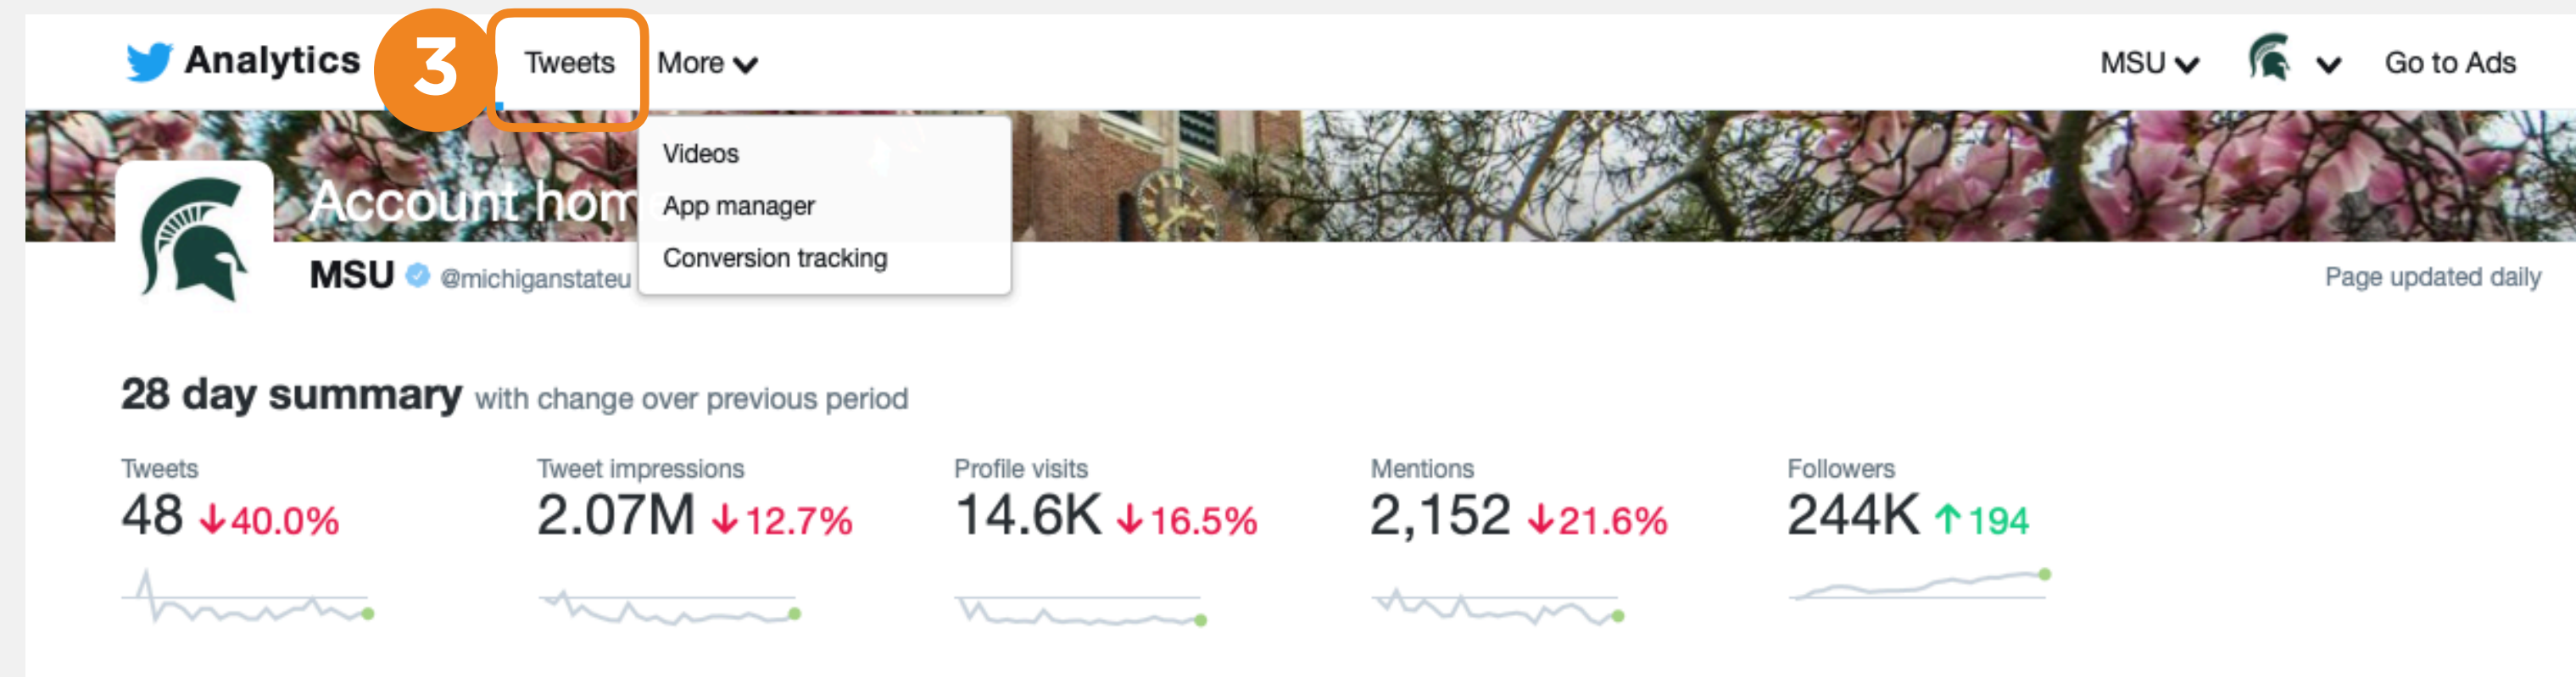 Analytics 3 Tweets More MSU Go to Ads
Videos
Account hom App manager
MSU @michiganstateu Conversion tracking
Page updated daily
28 day summary with change over previous period
Tweets Tweet impressions Profile visits Mentions Followers
48 ↓40.0% 2.07M ↓12.7% 14.6K ↓16.5% 2,152 ↓21.6% 244K ↑194